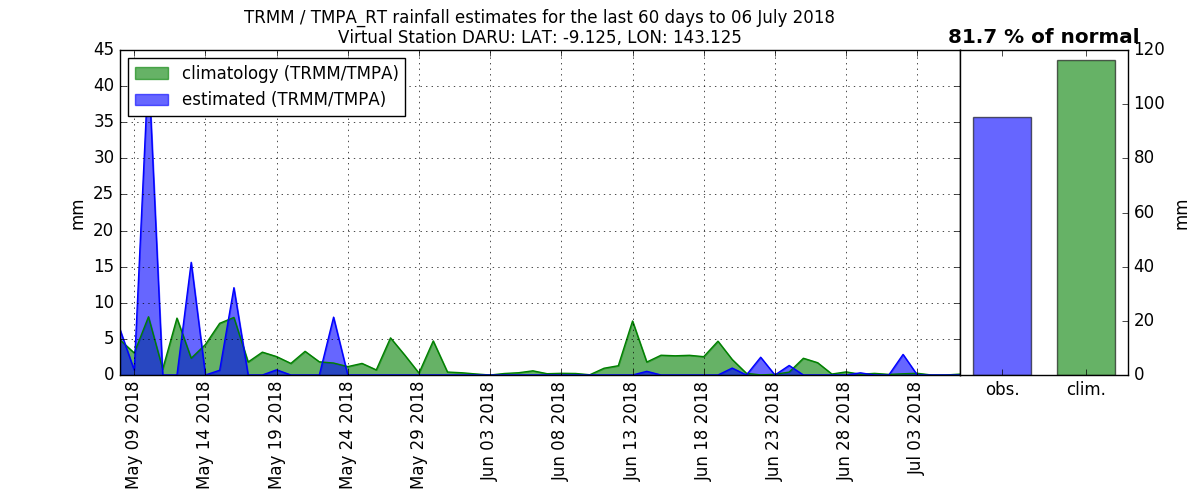 TRMM / TMPA_RT rainfall estimates for the last 60 days to 06 July 2018
Virtual Station DARU: LAT: -9.125, LON: 143.125
81.7 % of normal
climatology (TRMM/TMPA)
estimated (TRMM/TMPA)
45
40
35
30
25
20
15
10
5
0
mm
May 09 2018
May 14 2018
May 19 2018
May 24 2018
May 29 2018
Jun 03 2018
Jun 08 2018
Jun 13 2018
Jun 18 2018
Jun 23 2018
Jun 28 2018
Jul 03 2018
obs.
clim.
120
100
80
60
40
20
0
mm